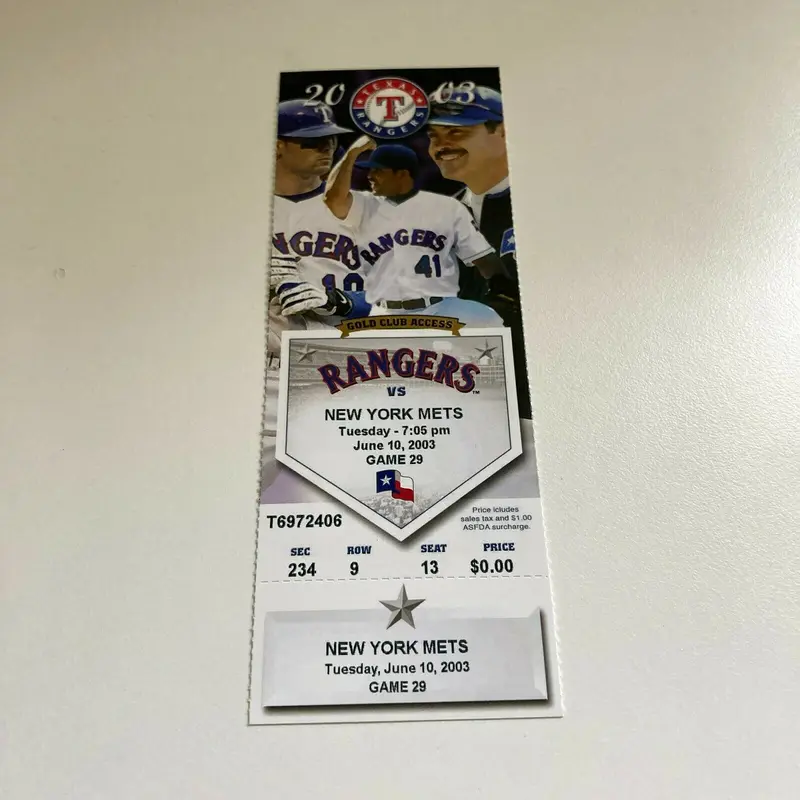 20 03
TEXAS
T
RANGERS
RANGERS
10
RANGERS
41
GOLD CLUB ACCESS
RANGERS™
VS
NEW YORK METS
Tuesday - 7:05 pm
June 10, 2003
GAME 29
T6972406
Price icludes
sales tax and $1.00
ASFDA surcharge.
SEC ROW SEAT PRICE
234 9 13 $0.00
NEW YORK METS
Tuesday, June 10, 2003
GAME 29